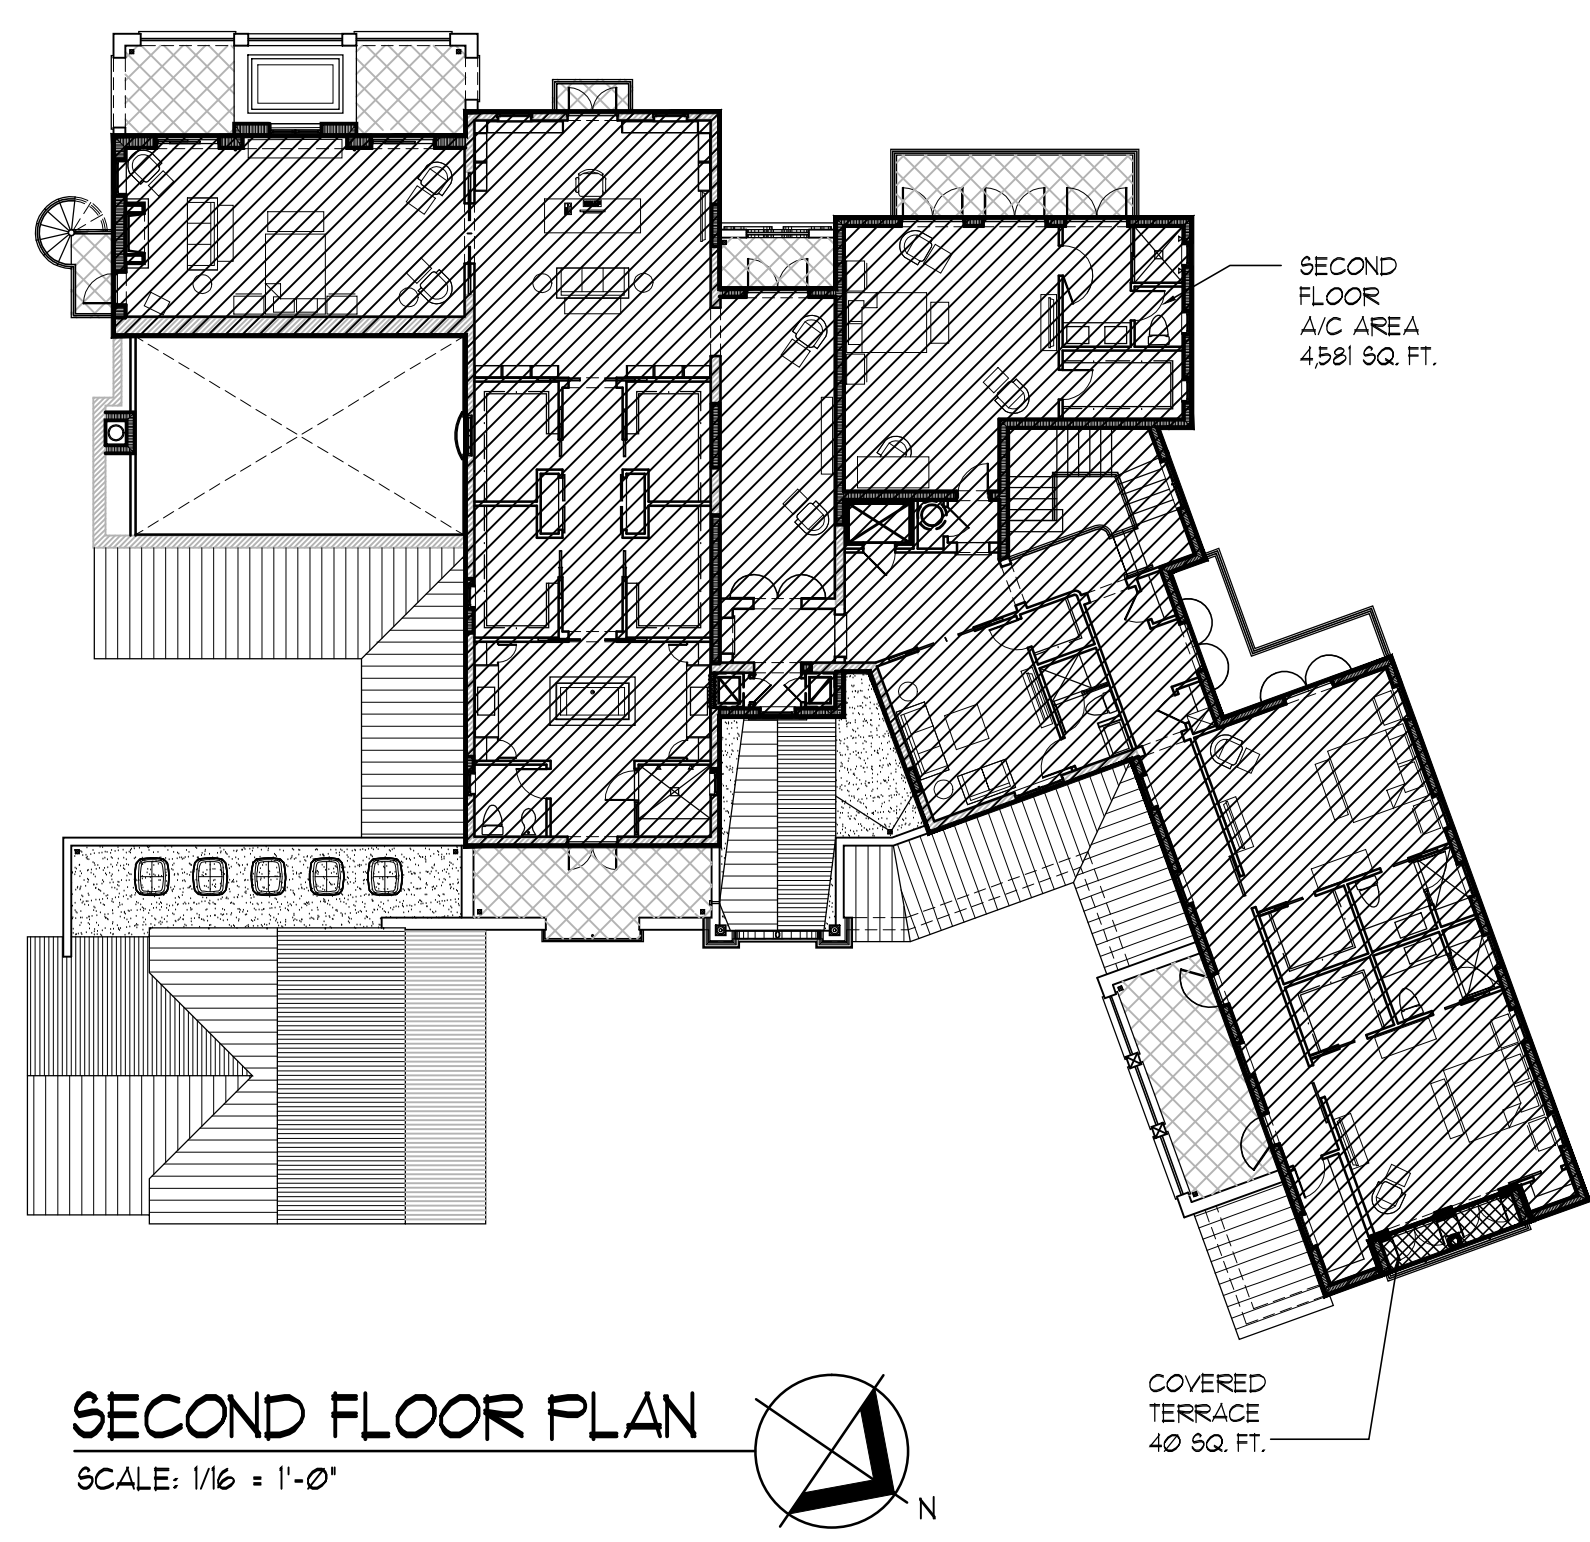 SECOND
FLOOR
A/C AREA
4,581 SQ. FT.
COVERED
TERRACE
40 SQ. FT.
SECOND FLOOR PLAN
SCALE: 1/16 = 1'-0"
N